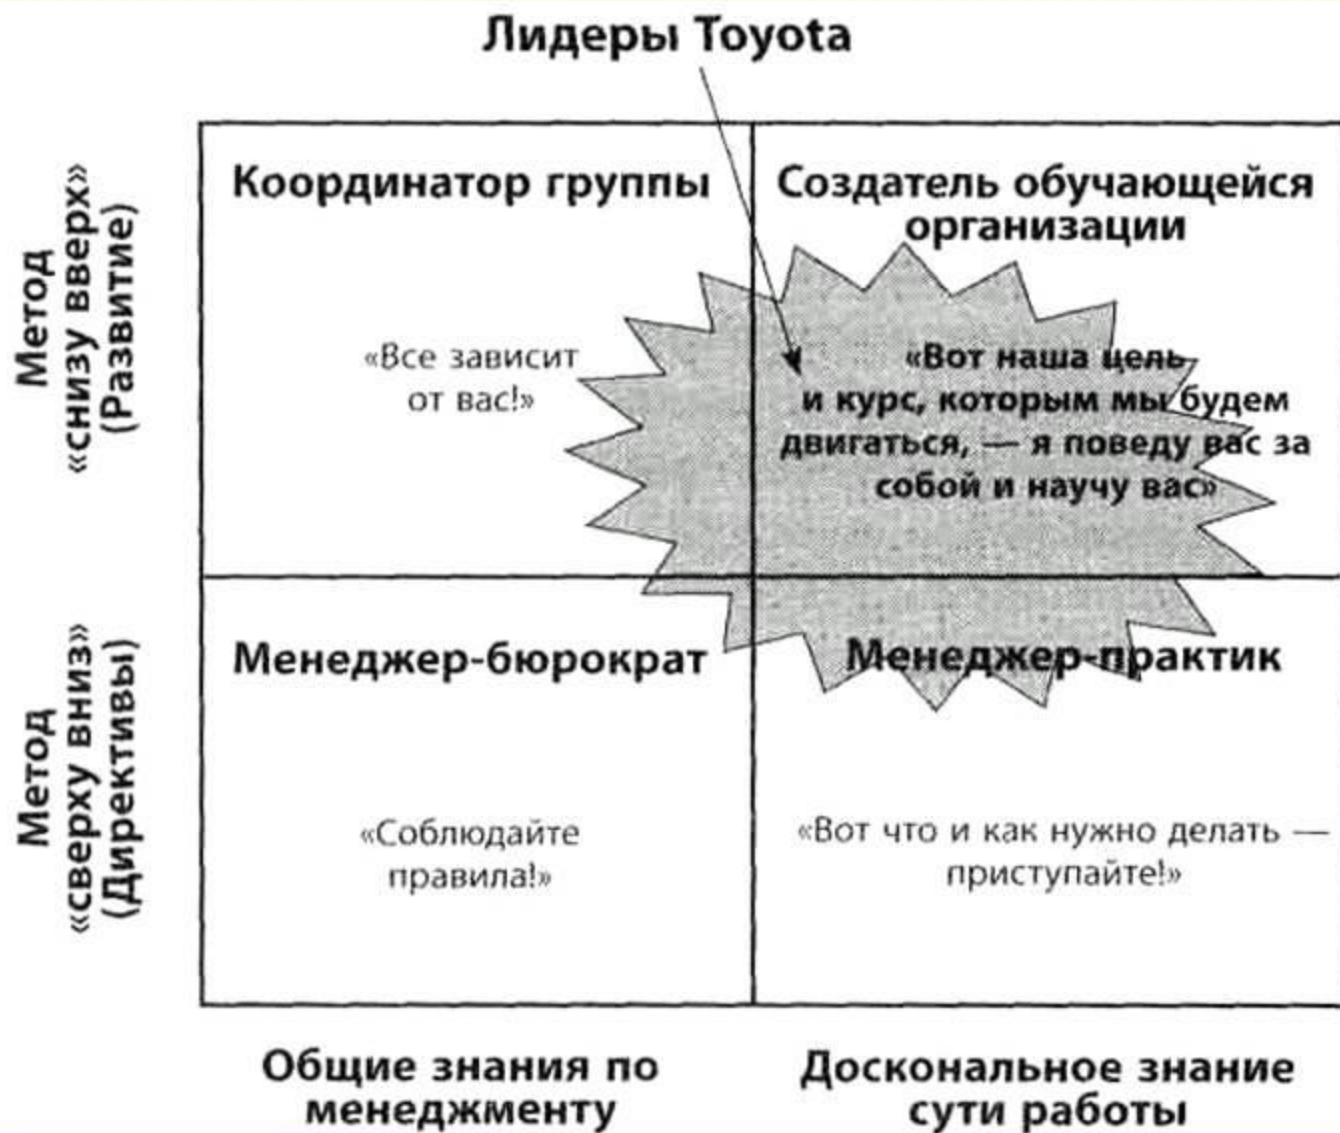 Лидеры Toyota
Метод
«снизу вверх»
(Развитие)
Координатор группы
«Все зависит
от вас!»
Создатель обучающейся
организации
«Вот наша цель
и курс, которым мы будем
двигаться, — я поведу вас за
собой и научу вас»
Метод
«сверху вниз»
(Директивы)
Менеджер-бюрократ
«Соблюдайте
правила!»
Менеджер-практик
«Вот что и как нужно делать —
приступайте!»
Общие знания по
менеджменту
Доскональное знание
сути работы